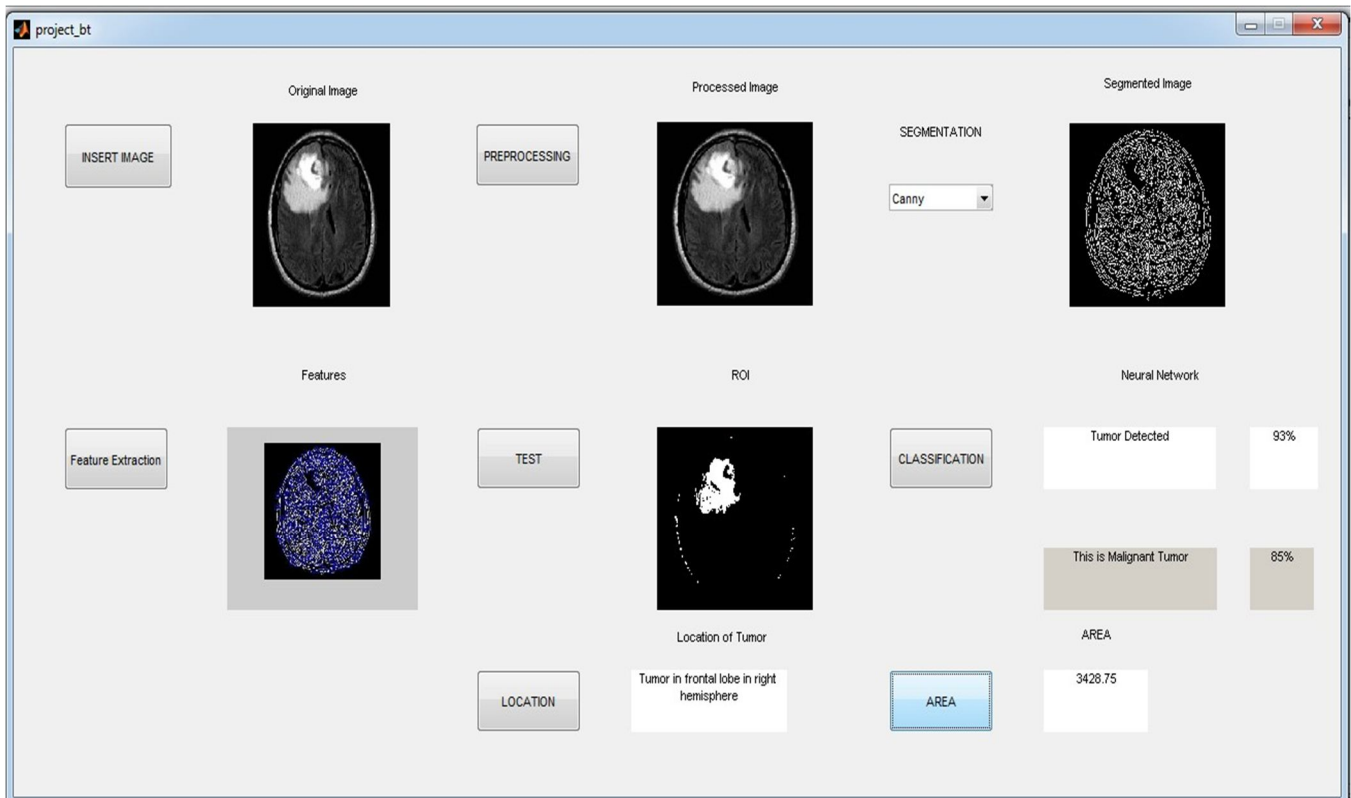 project_bt
Original Image
Processed Image
Segmented Image
INSERT IMAGE
PREPROCESSING
SEGMENTATION
Canny
Features
ROI
Neural Network
Feature Extraction
TEST
CLASSIFICATION
Tumor Detected
93%
This is Malignant Tumor
85%
Location of Tumor
AREA
LOCATION
Tumor in frontal lobe in right
hemisphere
AREA
3428.75